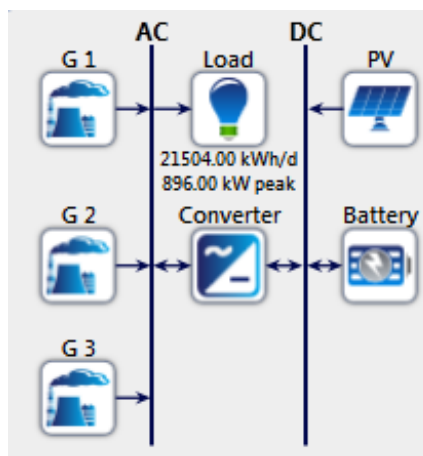 AC DC
G 1 Load PV
21504.00 kWh/d
896.00 kW peak
G 2 Converter Battery
G 3